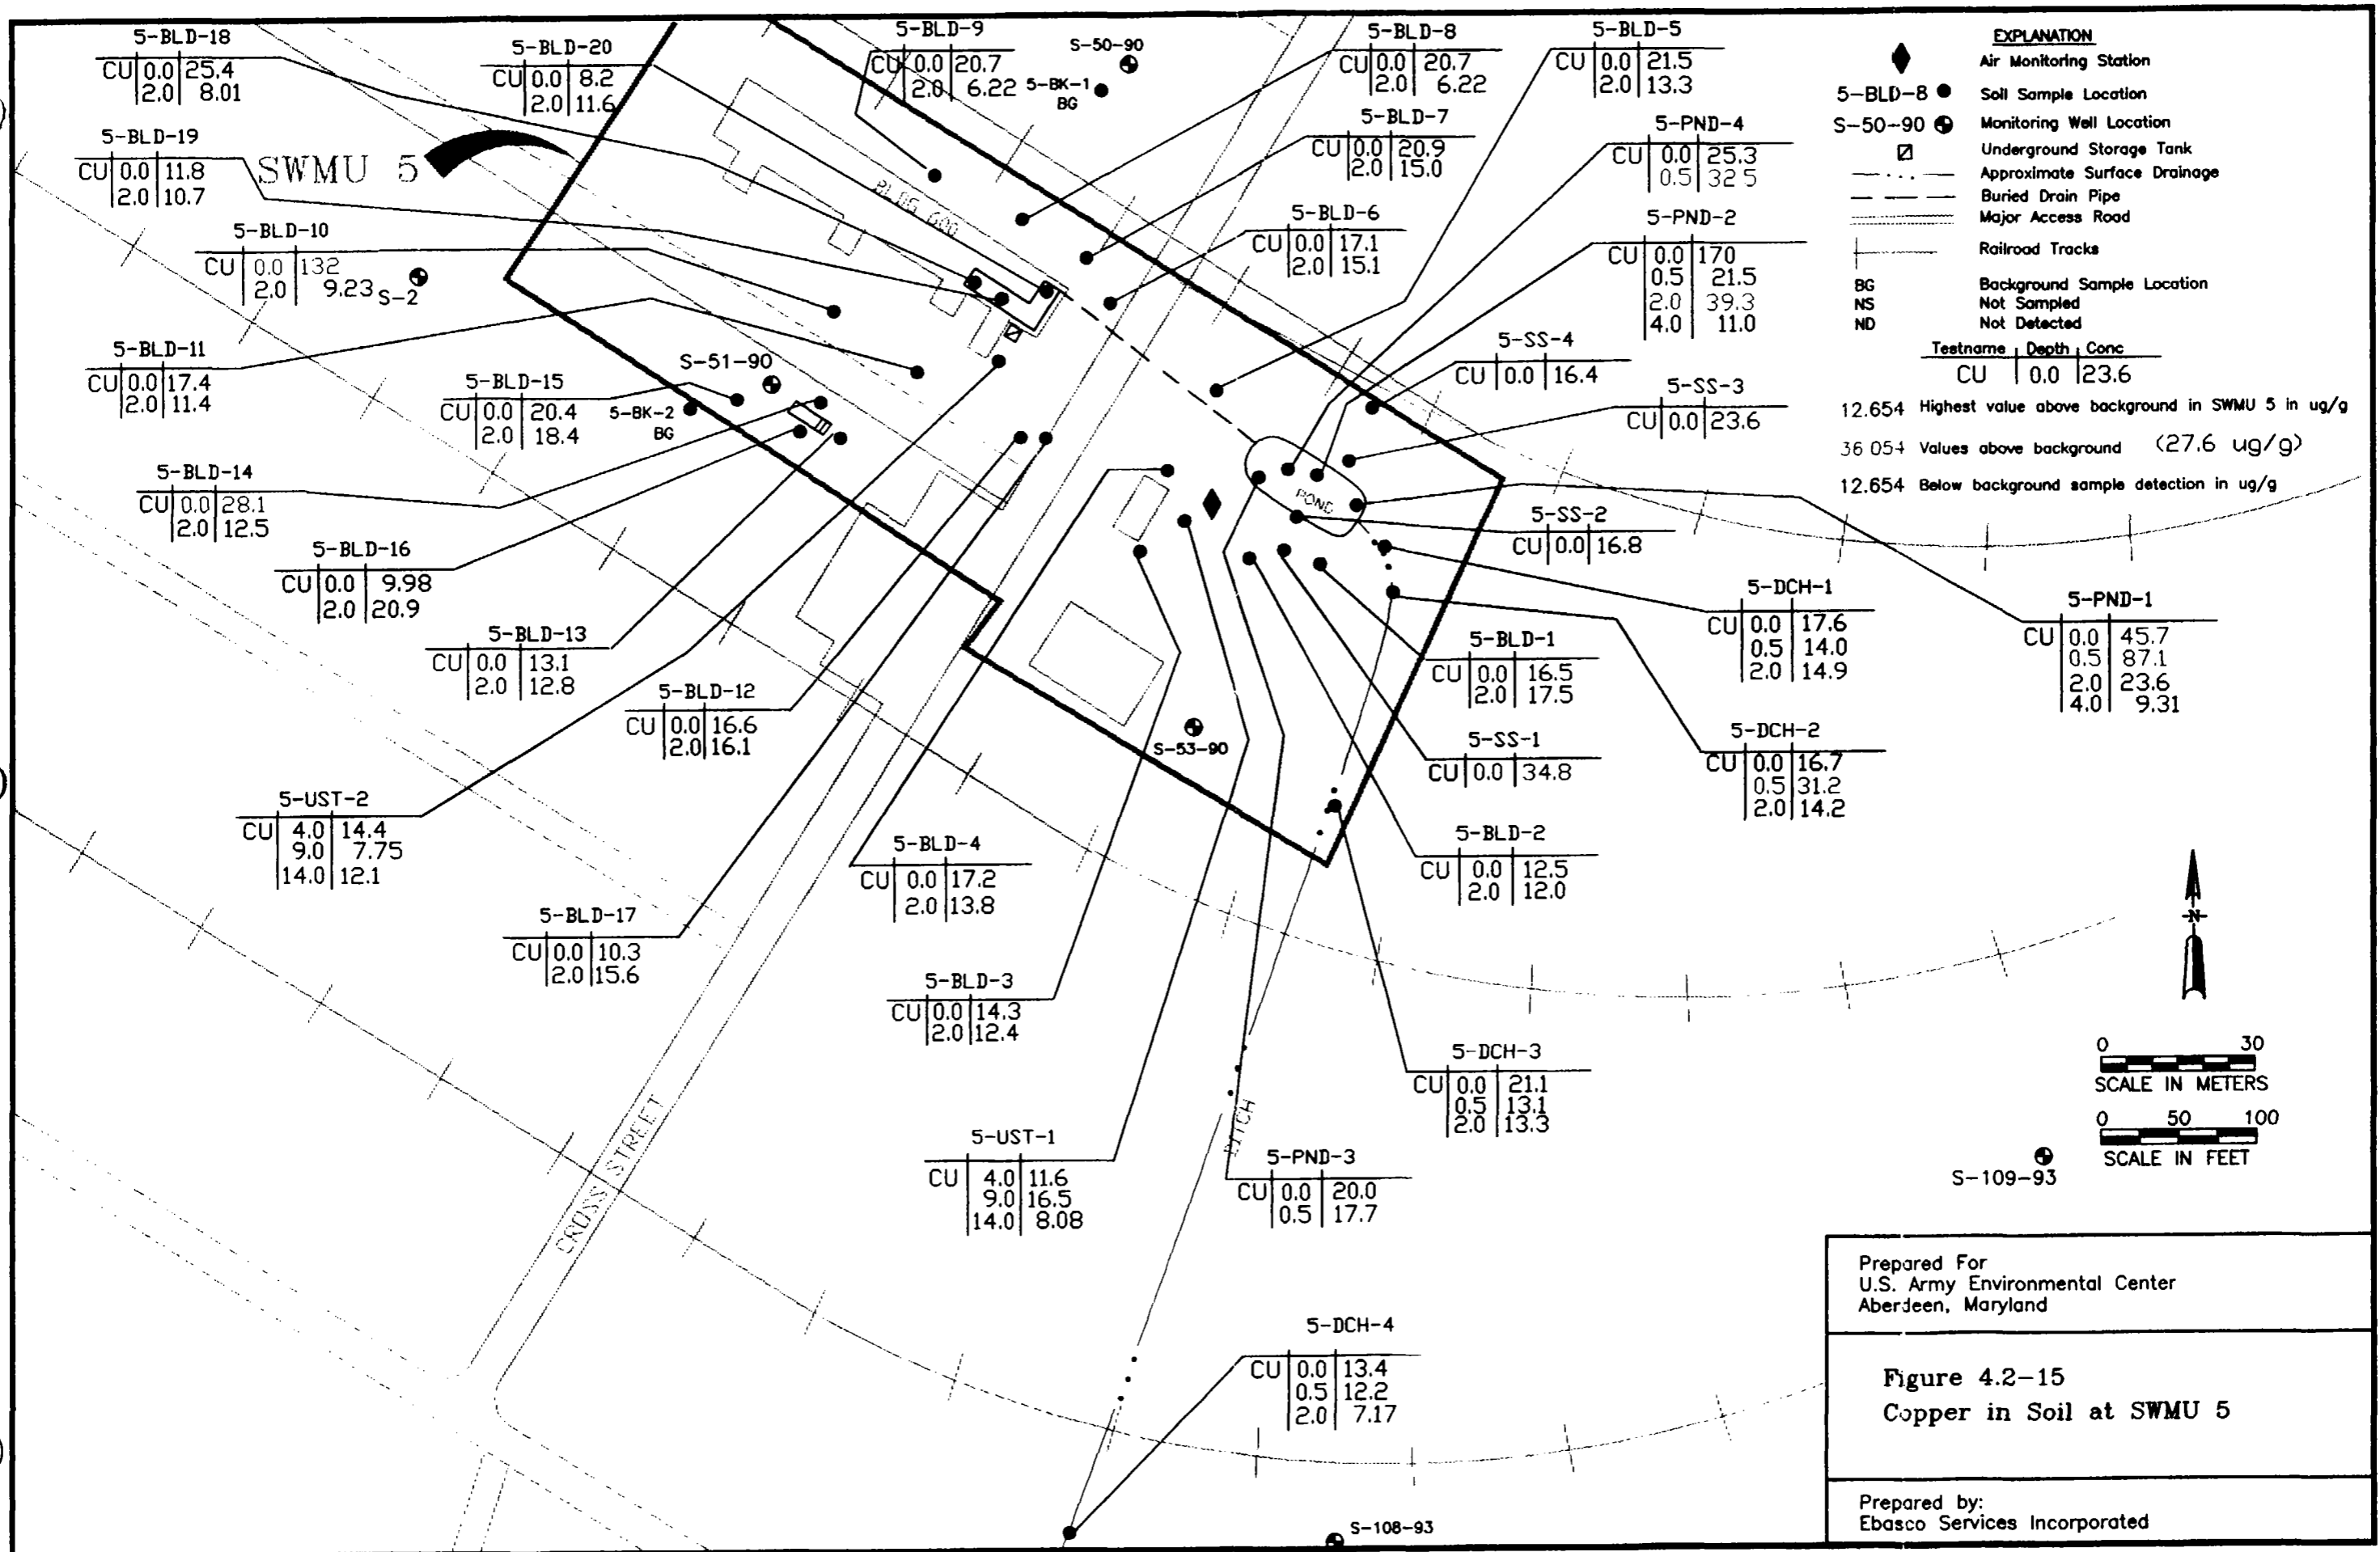 5-BLD-18
CU 0.0 25.4
2.0 8.01
5-BLD-20
CU 0.0 8.2
2.0 11.6
5-BLD-9
CU 0.0 20.7
2.0 6.22
S-50-90
5-BK-1
BG
5-BLD-8
CU 0.0 20.7
2.0 6.22
5-BLD-5
CU 0.0 21.5
2.0 13.3
5-BLD-19
CU 0.0 11.8
2.0 10.7
SWMU 5
BLDG 600
5-BLD-7
CU 0.0 20.9
2.0 15.0
5-PND-4
CU 0.0 25.3
0.5 32 5
5-BLD-10
CU 0.0 132
2.0 9.23
S-2
5-BLD-6
CU 0.0 17.1
2.0 15.1
5-PND-2
CU 0.0 170
0.5 21.5
2.0 39.3
4.0 11.0
5-BLD-11
CU 0.0 17.4
2.0 11.4
5-BLD-15
CU 0.0 20.4
2.0 18.4
S-51-90
5-BK-2
BG
5-SS-4
CU 0.0 16.4
5-SS-3
CU 0.0 23.6
5-BLD-14
CU 0.0 28.1
2.0 12.5
POND
5-SS-2
CU 0.0 16.8
5-BLD-16
CU 0.0 9.98
2.0 20.9
5-DCH-1
CU 0.0 17.6
0.5 14.0
2.0 14.9
5-PND-1
CU 0.0 45.7
0.5 87.1
2.0 23.6
4.0 9.31
5-BLD-13
CU 0.0 13.1
2.0 12.8
5-BLD-12
CU 0.0 16.6
2.0 16.1
5-BLD-1
CU 0.0 16.5
2.0 17.5
S-53-90
5-SS-1
CU 0.0 34.8
5-DCH-2
CU 0.0 16.7
0.5 31.2
2.0 14.2
5-UST-2
CU 4.0 14.4
9.0 7.75
14.0 12.1
5-BLD-4
CU 0.0 17.2
2.0 13.8
5-BLD-2
CU 0.0 12.5
2.0 12.0
5-BLD-17
CU 0.0 10.3
2.0 15.6
5-BLD-3
CU 0.0 14.3
2.0 12.4
5-DCH-3
CU 0.0 21.1
0.5 13.1
2.0 13.3
CROSS STREET
DITCH
5-UST-1
CU 4.0 11.6
9.0 16.5
14.0 8.08
5-PND-3
CU 0.0 20.0
0.5 17.7
5-DCH-4
CU 0.0 13.4
0.5 12.2
2.0 7.17
S-108-93
EXPLANATION
Air Monitoring Station
5-BLD-8 Soil Sample Location
S-50-90 Monitoring Well Location
Underground Storage Tank
Approximate Surface Drainage
Buried Drain Pipe
Major Access Road
Railroad Tracks
BG Background Sample Location
NS Not Sampled
ND Not Detected
Testname Depth Conc
CU 0.0 23.6
12.654 Highest value above background in SWMU 5 in ug/g
36 054 Values above background (27.6 ug/g)
12.654 Below background sample detection in ug/g
N
0 30
SCALE IN METERS
0 50 100
SCALE IN FEET
S-109-93
Prepared For
U.S. Army Environmental Center
Aberdeen, Maryland
Figure 4.2-15
Copper in Soil at SWMU 5
Prepared by:
Ebasco Services Incorporated